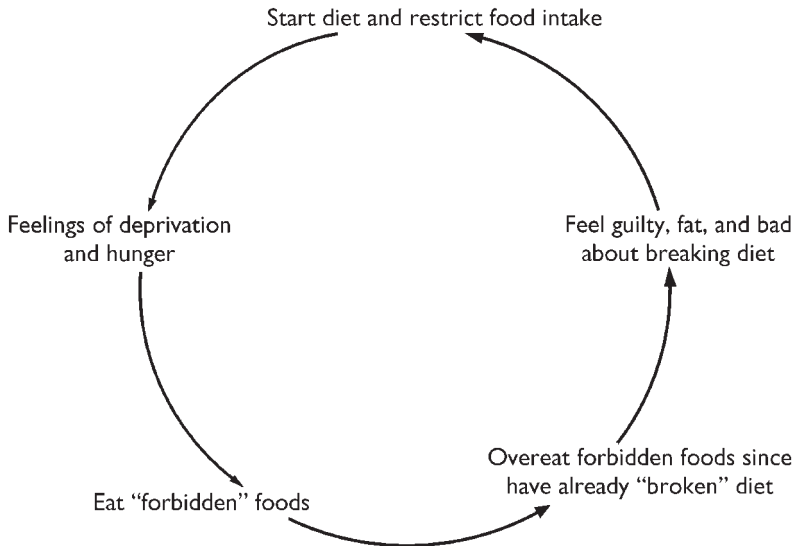 Start diet and restrict food intake
Feelings of deprivation
and hunger
Eat “forbidden” foods
Overeat forbidden foods since
have already “broken” diet
Feel guilty, fat, and bad
about breaking diet